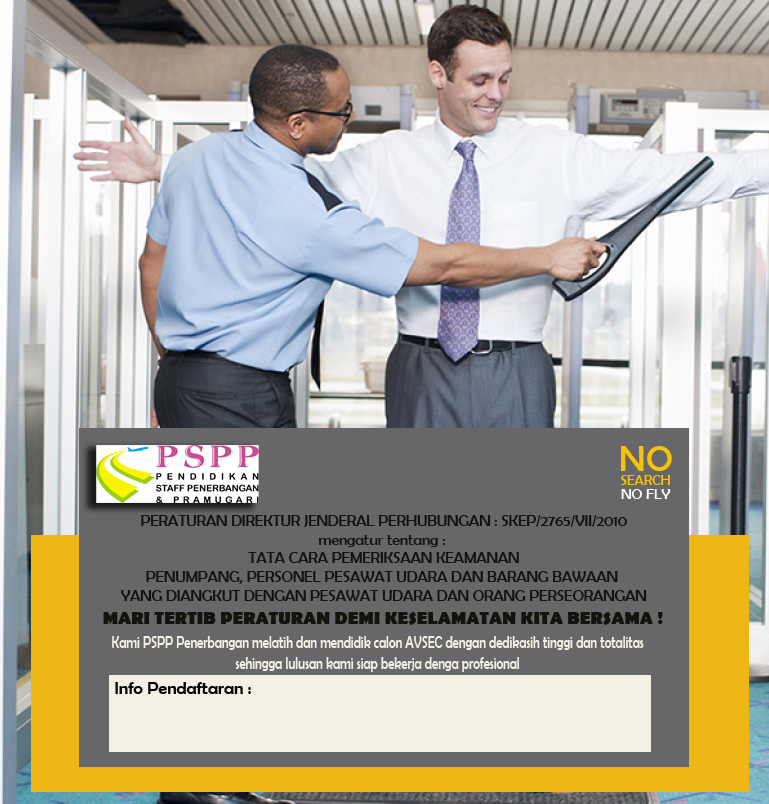 PSPP
PENDIDIKAN
STAFF PENERBANGAN
& PRAMUGARI
NO
SEARCH
NO FLY
PERATURAN DIREKTUR JENDERAL PERHUBUNGAN : SKEP/2765/VII/2010
mengatur tentang :
TATA CARA PEMERIKSAAN KEAMANAN
PENUMPANG, PERSONEL PESAWAT UDARA DAN BARANG BAWAAN
YANG DIANGKUT DENGAN PESAWAT UDARA DAN ORANG PERSEORANGAN
MARI TERTIB PERATURAN DEMI KESELAMATAN KITA BERSAMA !
Kami PSPP Penerbangan melatih dan mendidik calon AVSEC dengan dedikasih tinggi dan totalitas
sehingga lulusan kami siap bekerja denga profesional
Info Pendaftaran :